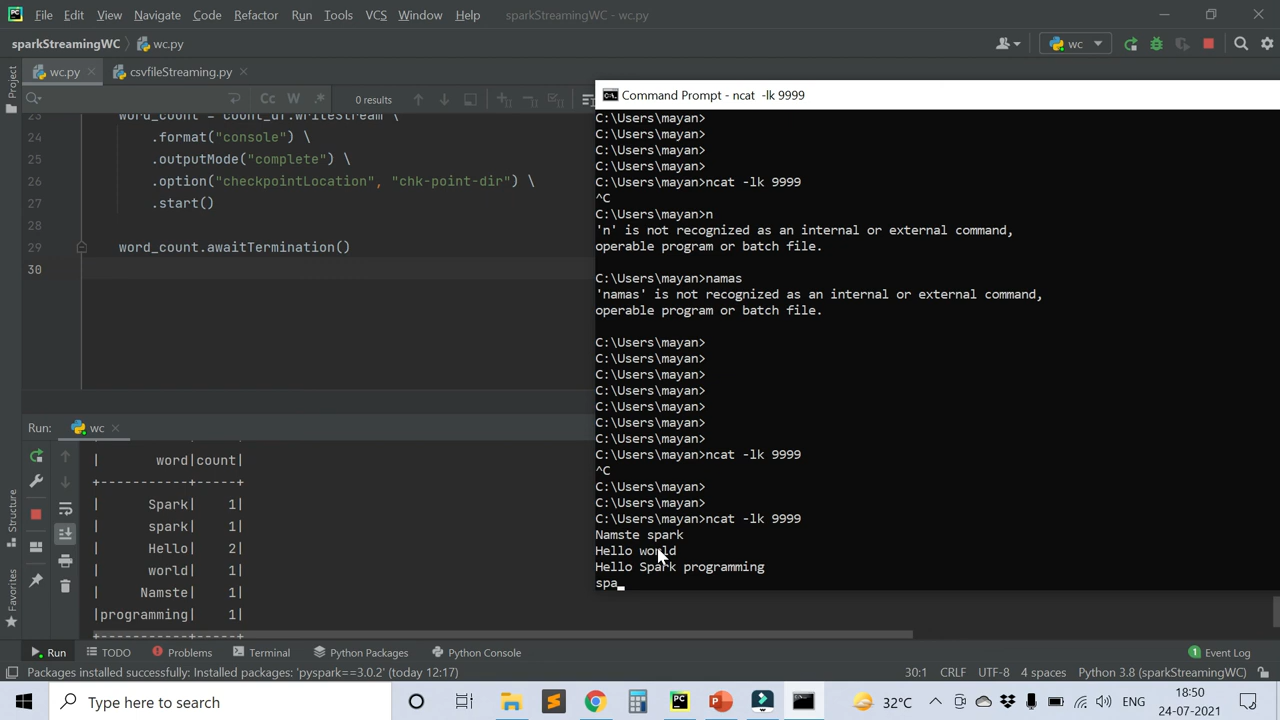 File Edit View Navigate Code Refactor Run Tools VCS Window Help sparkStreamingWC - wc.py
sparkStreamingWC wc.py wc
wc.py csvfileStreaming.py
Cc W .* 0 results
23 word_count = count_df.writeStream \
24 .format("console") \
25 .outputMode("complete") \
26 .option("checkpointLocation", "chk-point-dir") \
27 .start()
28
29 word_count.awaitTermination()
30
Project
Structure
Favorites
Run: wc
| word|count|
+-----------+-----+
| Spark| 1|
| spark| 1|
| Hello| 2|
| world| 1|
| Namste| 1|
|programming| 1|
+-----------+-----+
Command Prompt - ncat -lk 9999
C:\Users\mayan>
C:\Users\mayan>
C:\Users\mayan>
C:\Users\mayan>
C:\Users\mayan>ncat -lk 9999
^C
C:\Users\mayan>n
'n' is not recognized as an internal or external command,
operable program or batch file.
C:\Users\mayan>namas
'namas' is not recognized as an internal or external command,
operable program or batch file.
C:\Users\mayan>
C:\Users\mayan>
C:\Users\mayan>
C:\Users\mayan>
C:\Users\mayan>
C:\Users\mayan>
C:\Users\mayan>
C:\Users\mayan>ncat -lk 9999
^C
C:\Users\mayan>
C:\Users\mayan>
C:\Users\mayan>ncat -lk 9999
Namste spark
Hello world
Hello Spark programming
spa
Run TODO Problems Terminal Python Packages Python Console 1 Event Log
Packages installed successfully: Installed packages: 'pyspark==3.0.2' (today 12:17) 30:1 CRLF UTF-8 4 spaces Python 3.8 (sparkStreamingWC)
Type here to search 32°C ENG 18:50
24-07-2021